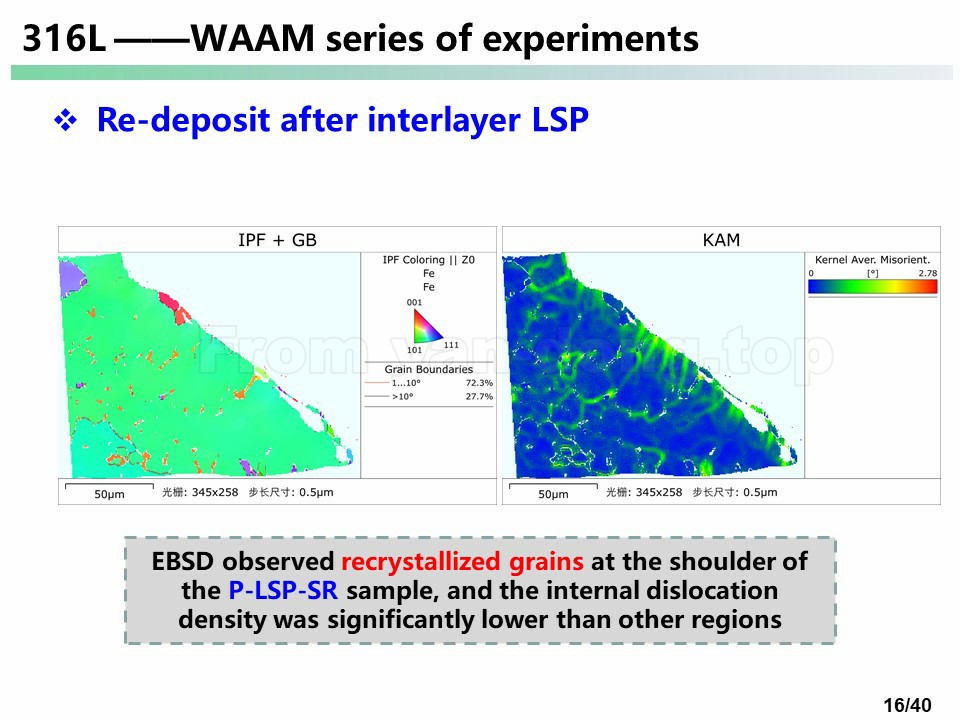 316L ——WAAM series of experiments
❖ Re-deposit after interlayer LSP
IPF + GB
IPF Coloring || Z0
Fe
Fe
001
101
111
Grain Boundaries
1...10° 72.3%
>10° 27.7%
50μm
光栅: 345x258 步长尺寸: 0.5μm
KAM
Kernel Aver. Misorient.
0 [°] 2.78
50μm
光栅: 345x258 步长尺寸: 0.5μm
EBSD observed recrystallized grains at the shoulder of
the P-LSP-SR sample, and the internal dislocation
density was significantly lower than other regions
16/40